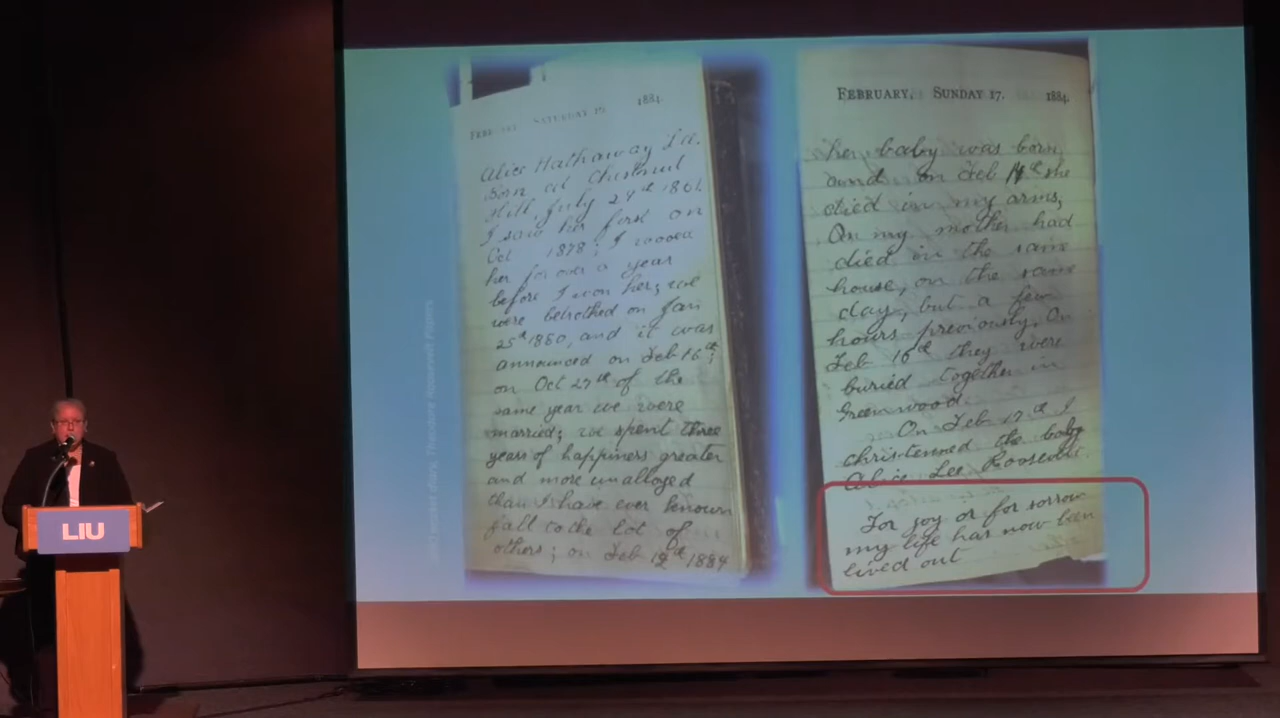 LIU
FEBRUARY, SATURDAY 16. 1884.
Alice Hathaway Lee.
Born at Chestnut
Hill, July 29th 1861.
I saw her first on
Oct 1878; I wooed
her for over a year
before I won her; we
were betrothed on Jan
25th 1880, and it was
announced on Feb 16th;
on Oct 27th of the
same year we were
married; we spent three
years of happiness greater
and more unalloyed
than I have ever known
fall to the lot of
others; on Feb 12th 1884
FEBRUARY, SUNDAY 17. 1884.
her baby was born
and on Feb 14th she
died in my arms,
On my mother had
died in the same
house, on the same
day, but a few
hours previously. On
Feb 16th they were
buried together in
Greenwood.
On Feb 17th I
christened the baby
Alice Lee Roosevelt.
For joy or for sorrow
my life has now been
lived out